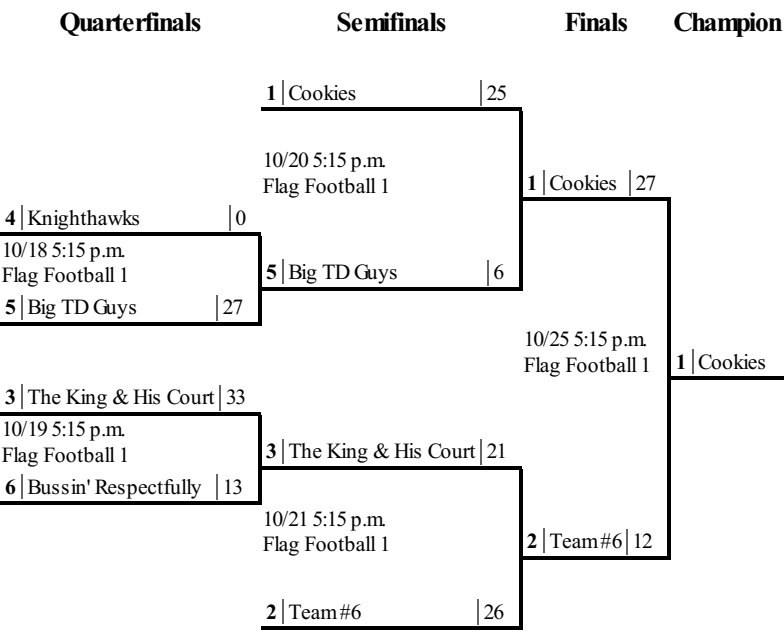 Quarterfinals Semifinals Finals Champion
1 Cookies 25
10/20 5:15 p.m.
Flag Football 1
1 Cookies 27
4 Knighthawks 0
10/18 5:15 p.m.
Flag Football 1
5 Big TD Guys 6
5 Big TD Guys 27
10/25 5:15 p.m.
Flag Football 1
1 Cookies
3 The King & His Court 33
10/19 5:15 p.m.
Flag Football 1
3 The King & His Court 21
6 Bussin' Respectfully 13
10/21 5:15 p.m.
Flag Football 1
2 Team #6 12
2 Team #6 26